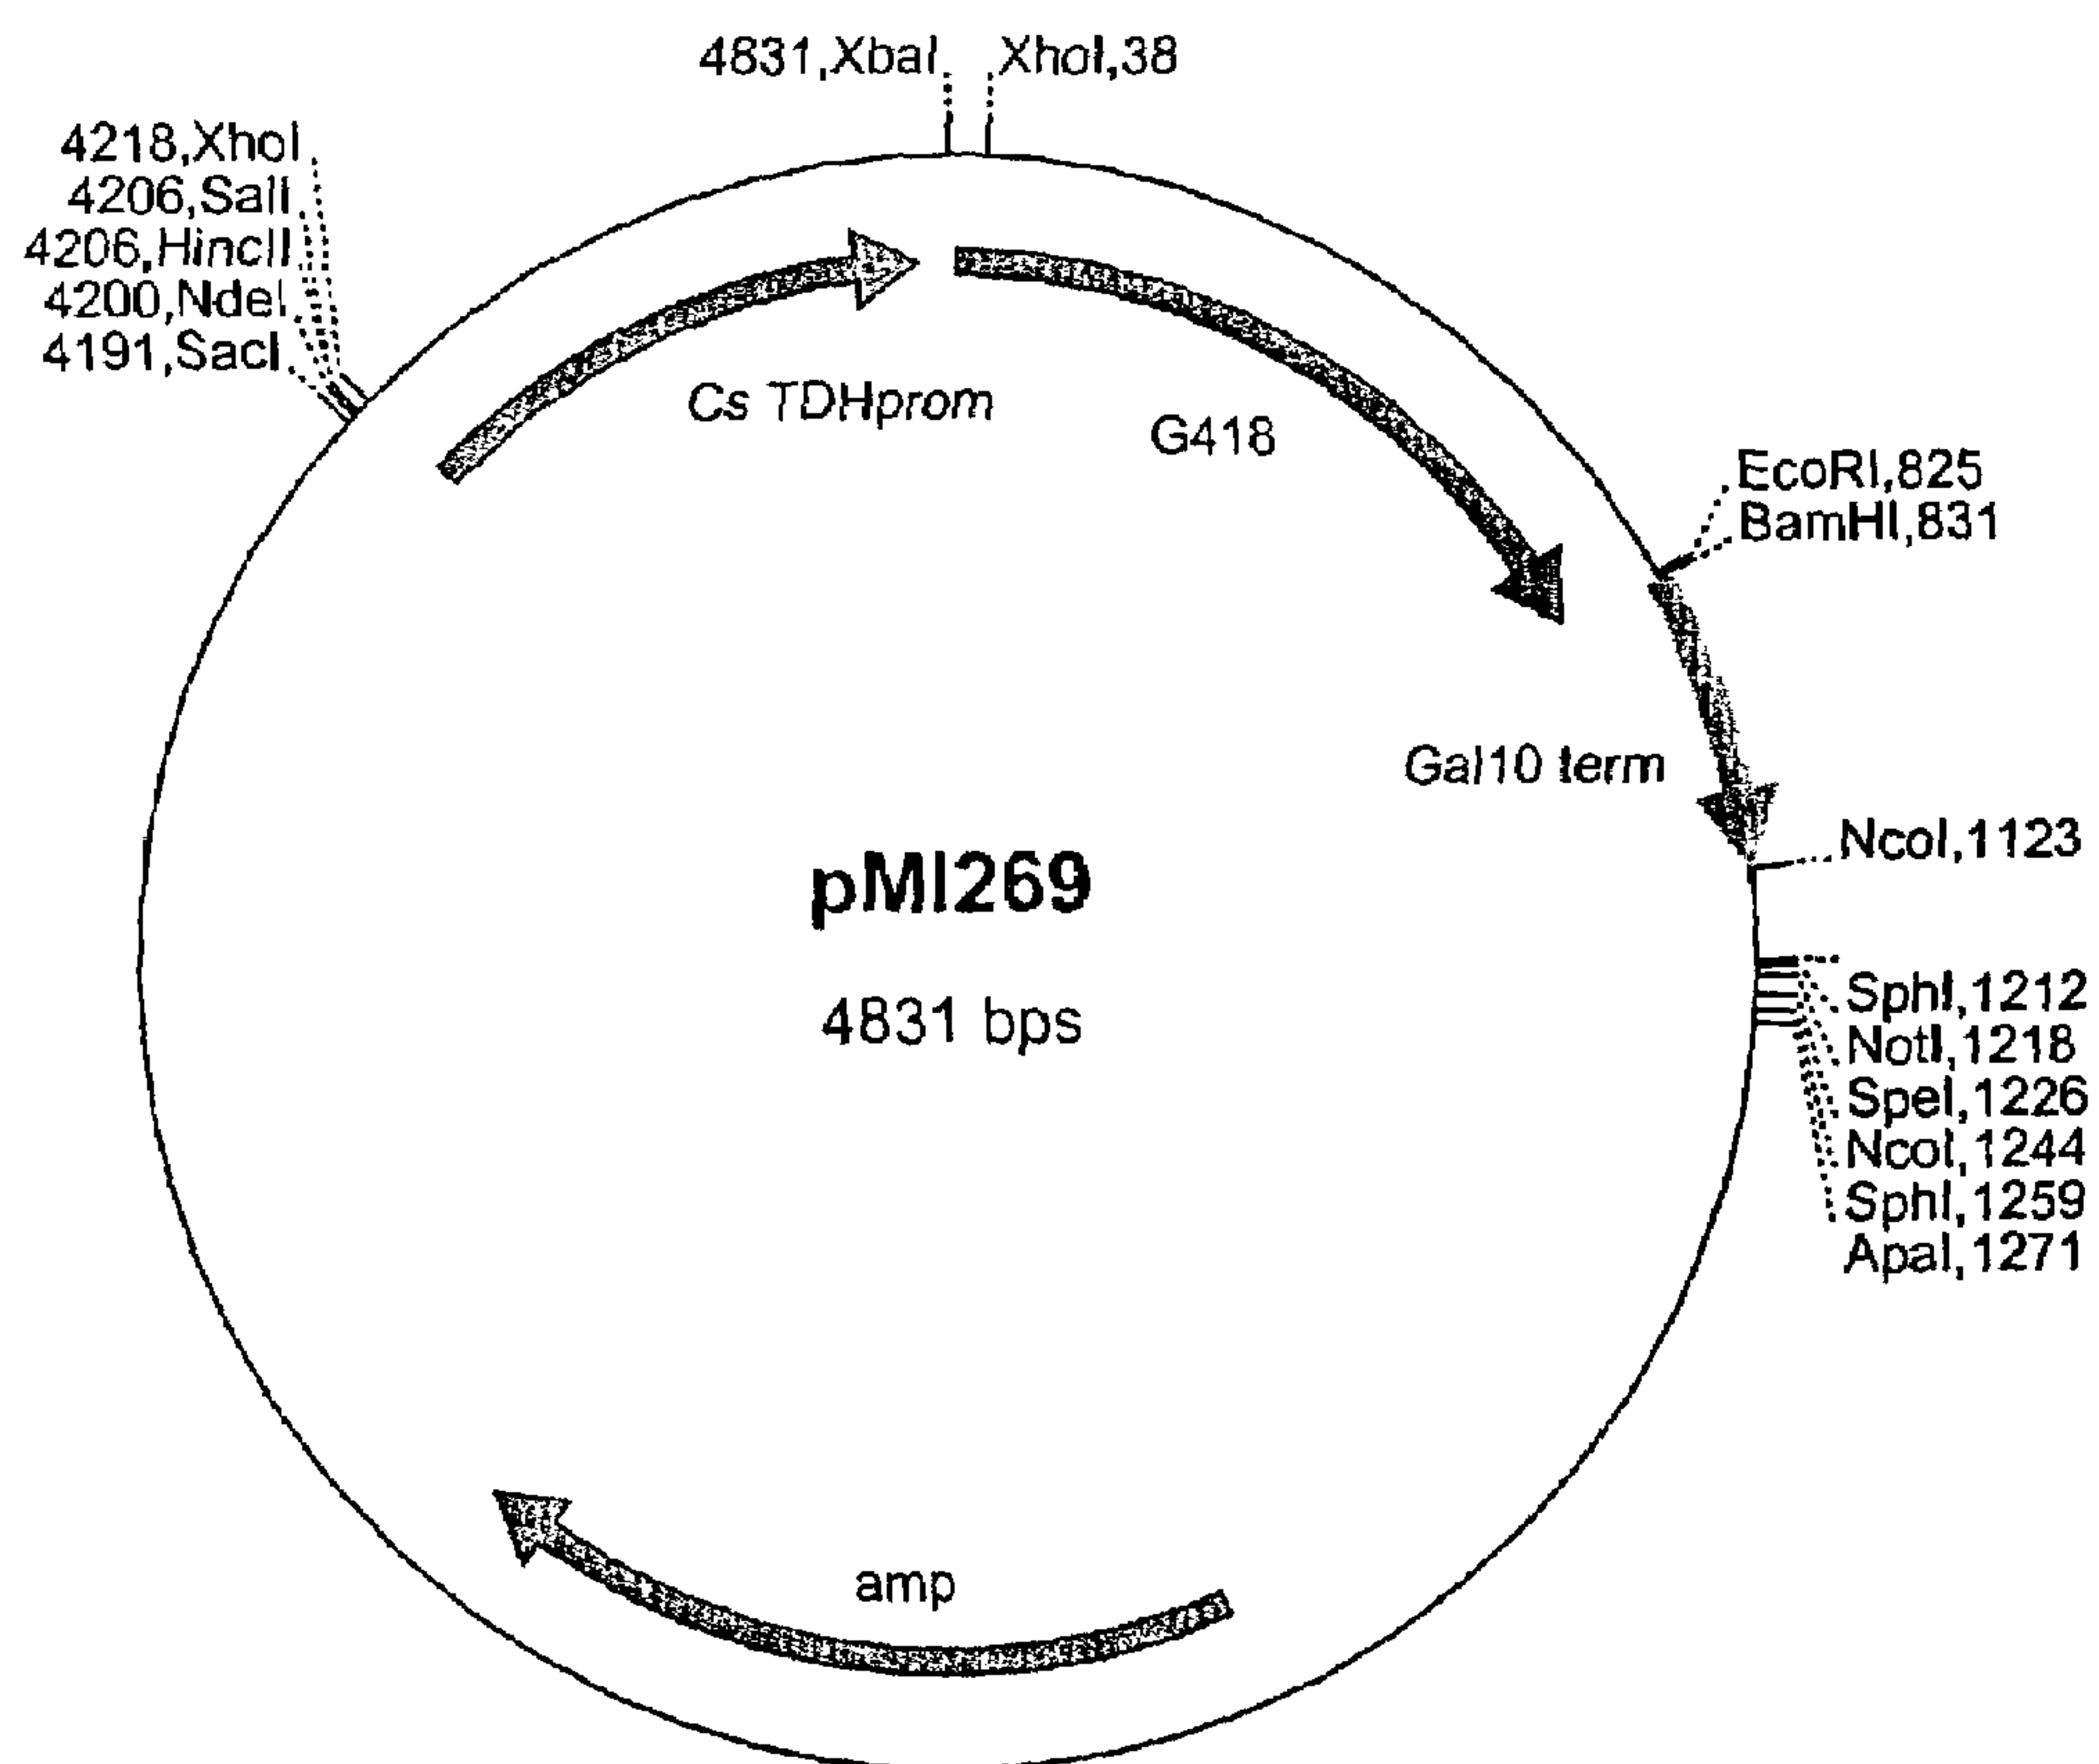 4831,XbaI
XhoI,38
4218,XhoI
4206,SalI
4206,HincII
4200,NdeI
4191,SacI
Cs TDHprom
G418
EcoRI,825
BamHI,831
Gal10 term
NcoI,1123
pMI269
4831 bps
SphI,1212
NotI,1218
SpeI,1226
NcoI,1244
SphI,1259
ApaI,1271
amp